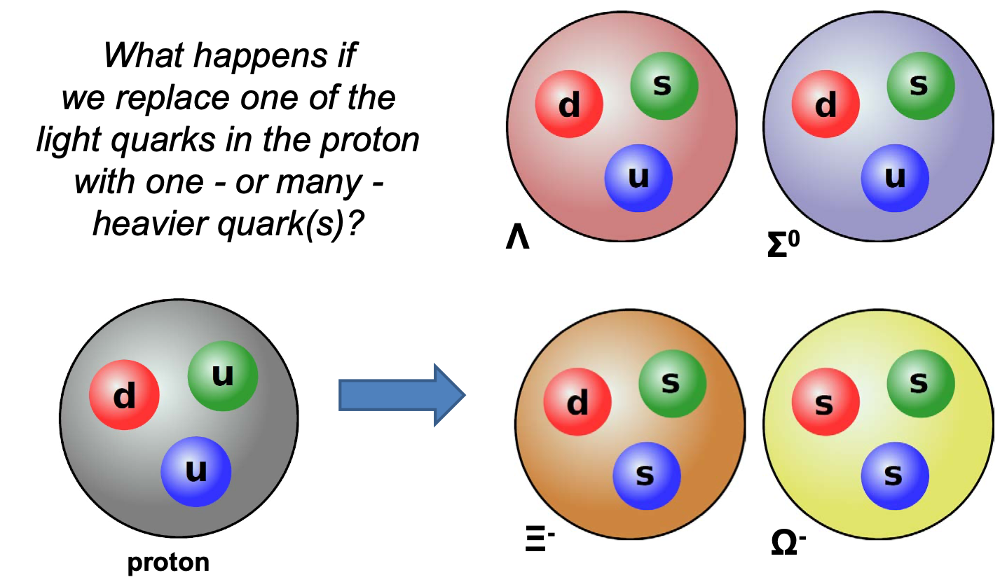 What happens if
we replace one of the
light quarks in the proton
with one - or many -
heavier quark(s)?
d
s
u
Λ
d
s
u
Σ⁰
d
u
u
proton
d
s
s
Ξ⁻
s
s
s
Ω⁻